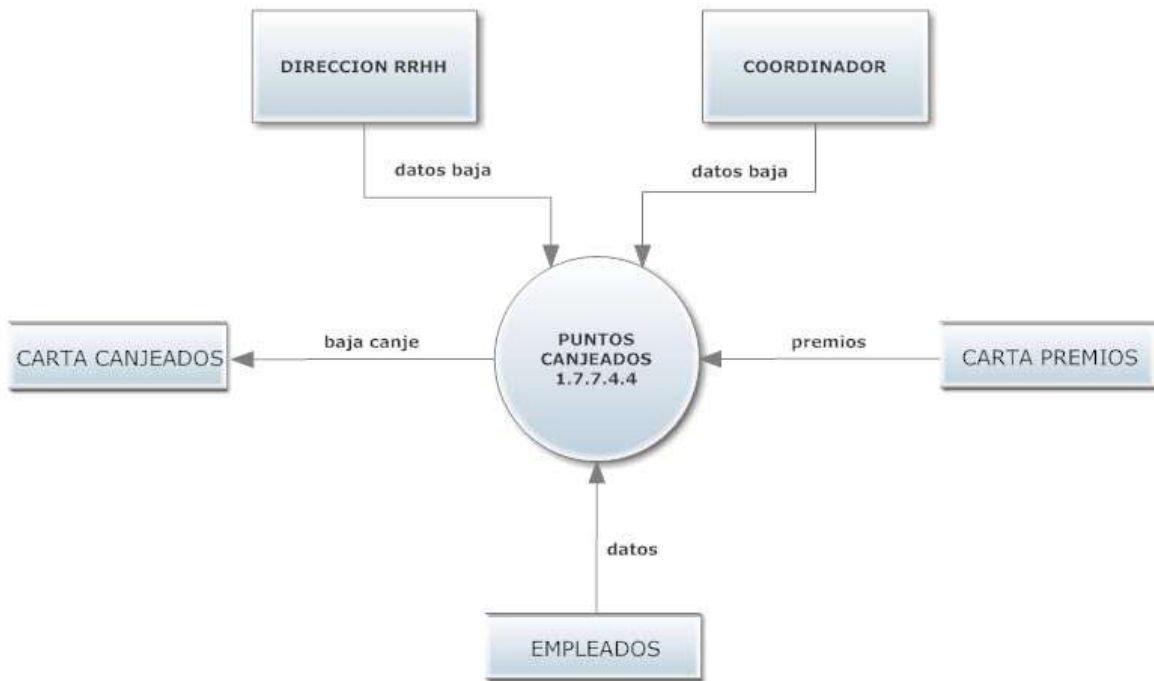 DIRECCION RRHH
COORDINADOR
datos baja
datos baja
PUNTOS
CANJEADOS
1.7.7.4.4
baja canje
premios
CARTA CANJEADOS
CARTA PREMIOS
datos
EMPLEADOS